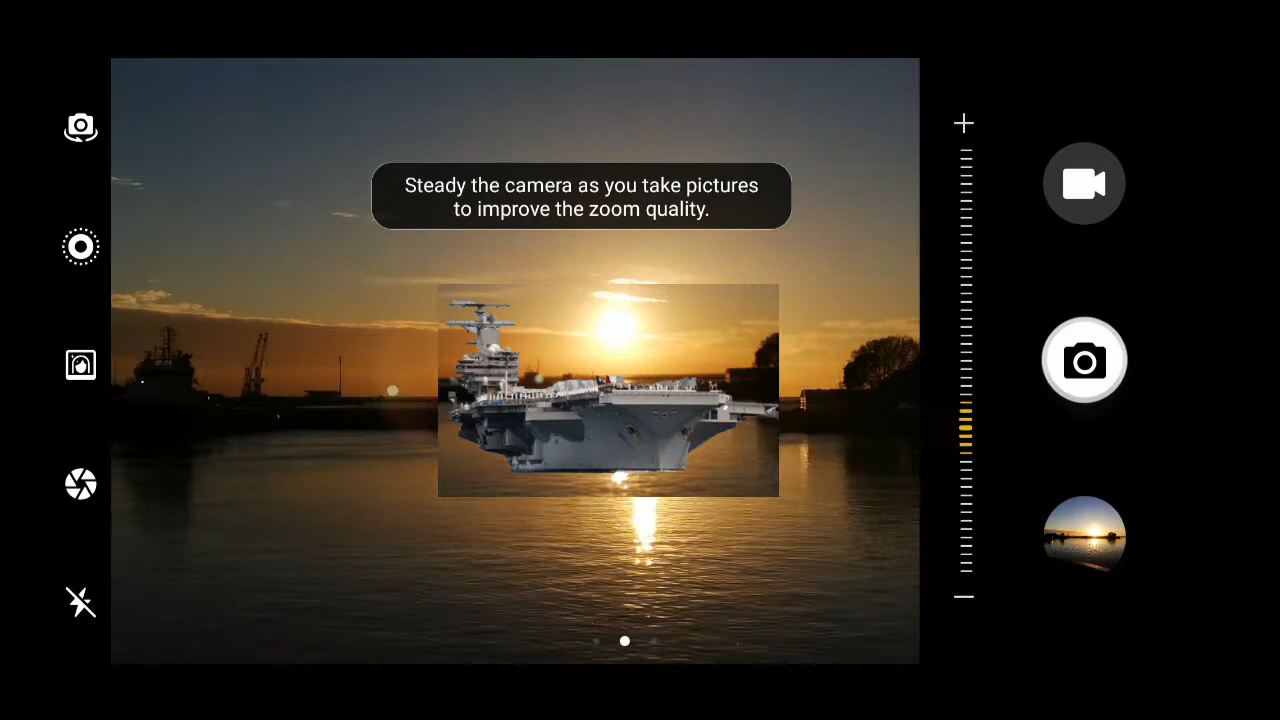 Steady the camera as you take pictures
to improve the zoom quality.